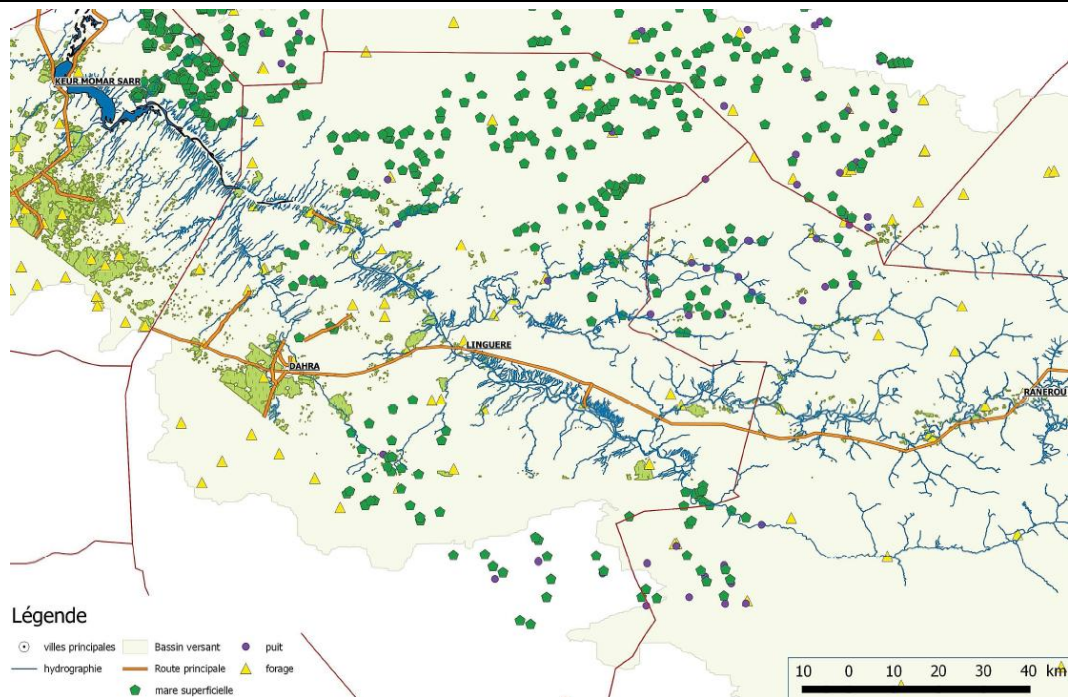 KEUR MOMAR SARR
LINGUERE
DAHRA
RANEROU
Légende
villes principales
Bassin versant
puit
hydrographie
Route principale
forage
mare superficielle
10 0 10 20 30 40 km